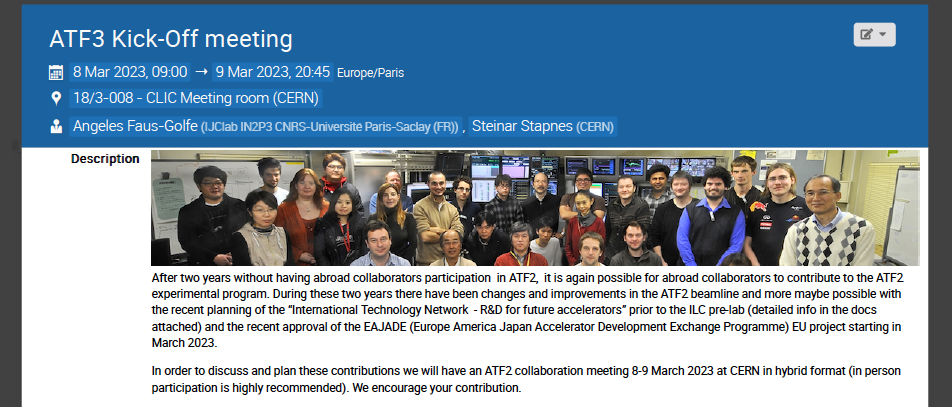 ATF3 Kick-Off meeting
8 Mar 2023, 09:00 → 9 Mar 2023, 20:45 Europe/Paris
18/3-008 - CLIC Meeting room (CERN)
Angeles Faus-Golfe (IJClab IN2P3 CNRS-Université Paris-Saclay (FR)) , Steinar Stapnes (CERN)
Description
After two years without having abroad collaborators participation in ATF2, it is again possible for abroad collaborators to contribute to the ATF2
experimental program. During these two years there have been changes and improvements in the ATF2 beamline and more maybe possible with
the recent planning of the “International Technology Network - R&D for future accelerators” prior to the ILC pre-lab (detailed info in the docs
attached) and the recent approval of the EAJADE (Europe America Japan Accelerator Development Exchange Programme) EU project starting in
March 2023.
In order to discuss and plan these contributions we will have an ATF2 collaboration meeting 8-9 March 2023 at CERN in hybrid format (in person
participation is highly recommended). We encourage your contribution.